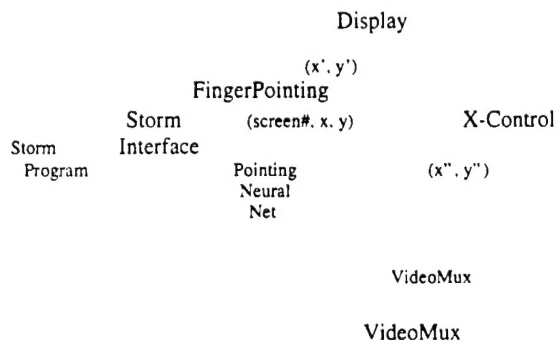 Display
(x', y')
FingerPointing
Storm Interface
(screen#, x, y)
X-Control
Storm Program
Pointing
Neural
Net
(x", y")
VideoMux
VideoMux